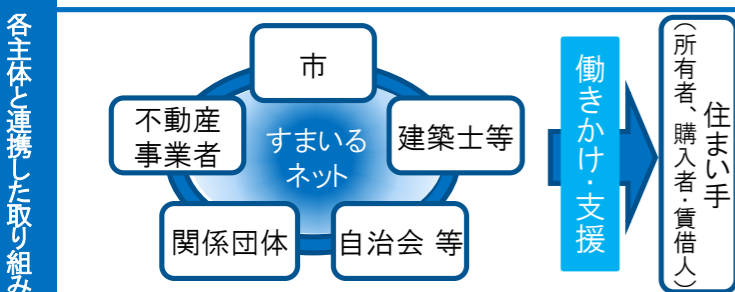 各主体と連携した取り組み
市
不動産
事業者
すまいる
ネット
建築士等
関係団体
自治会 等
働きかけ・支援
住まい手
（所有者、購入者・賃借人）